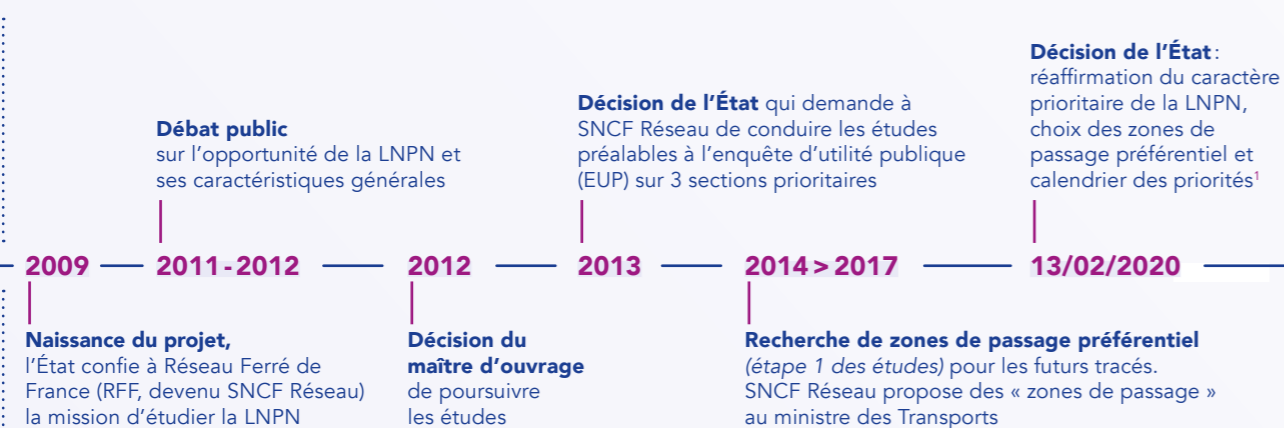 Décision de l’État :
réaffirmation du caractère
prioritaire de la LNPN,
choix des zones de
passage préférentiel et
calendrier des priorités¹
Décision de l’État qui demande à
SNCF Réseau de conduire les études
préalables à l’enquête d’utilité publique
(EUP) sur 3 sections prioritaires
Débat public
sur l’opportunité de la LNPN et
ses caractéristiques générales
2009 2011-2012 2012 2013 2014 > 2017 13/02/2020
Naissance du projet,
l’État confie à Réseau Ferré de
France (RFF, devenu SNCF Réseau)
la mission d’étudier la LNPN
Décision du
maître d’ouvrage
de poursuivre
les études
Recherche de zones de passage préférentiel
(étape 1 des études) pour les futurs tracés.
SNCF Réseau propose des « zones de passage »
au ministre des Transports